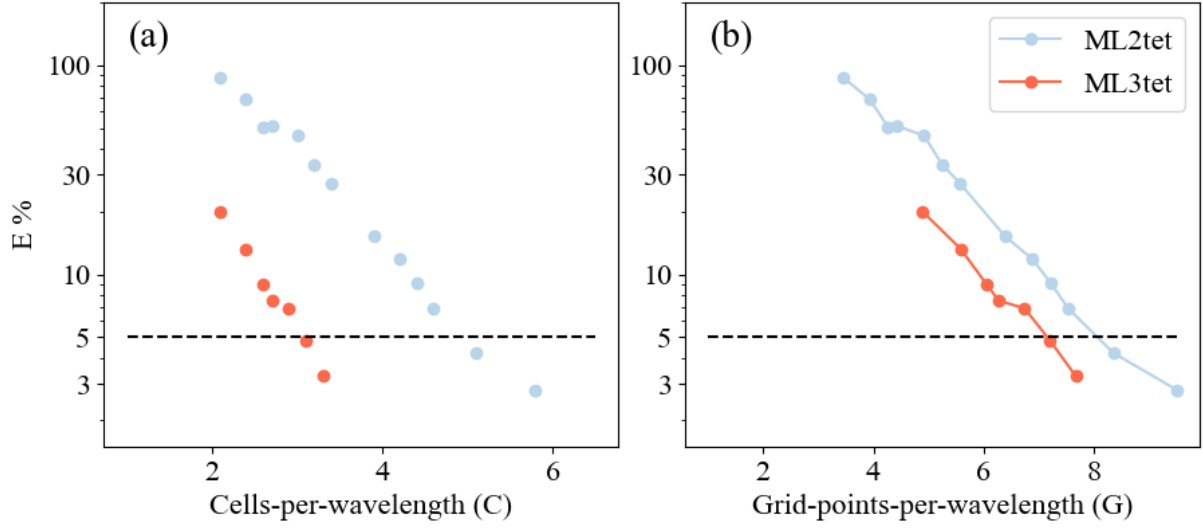 (a)
(b)
ML2tet
ML3tet
E %
100
30
10
5
3
100
30
10
5
3
2
4
6
2
4
6
8
Cells-per-wavelength (C)
Grid-points-per-wavelength (G)